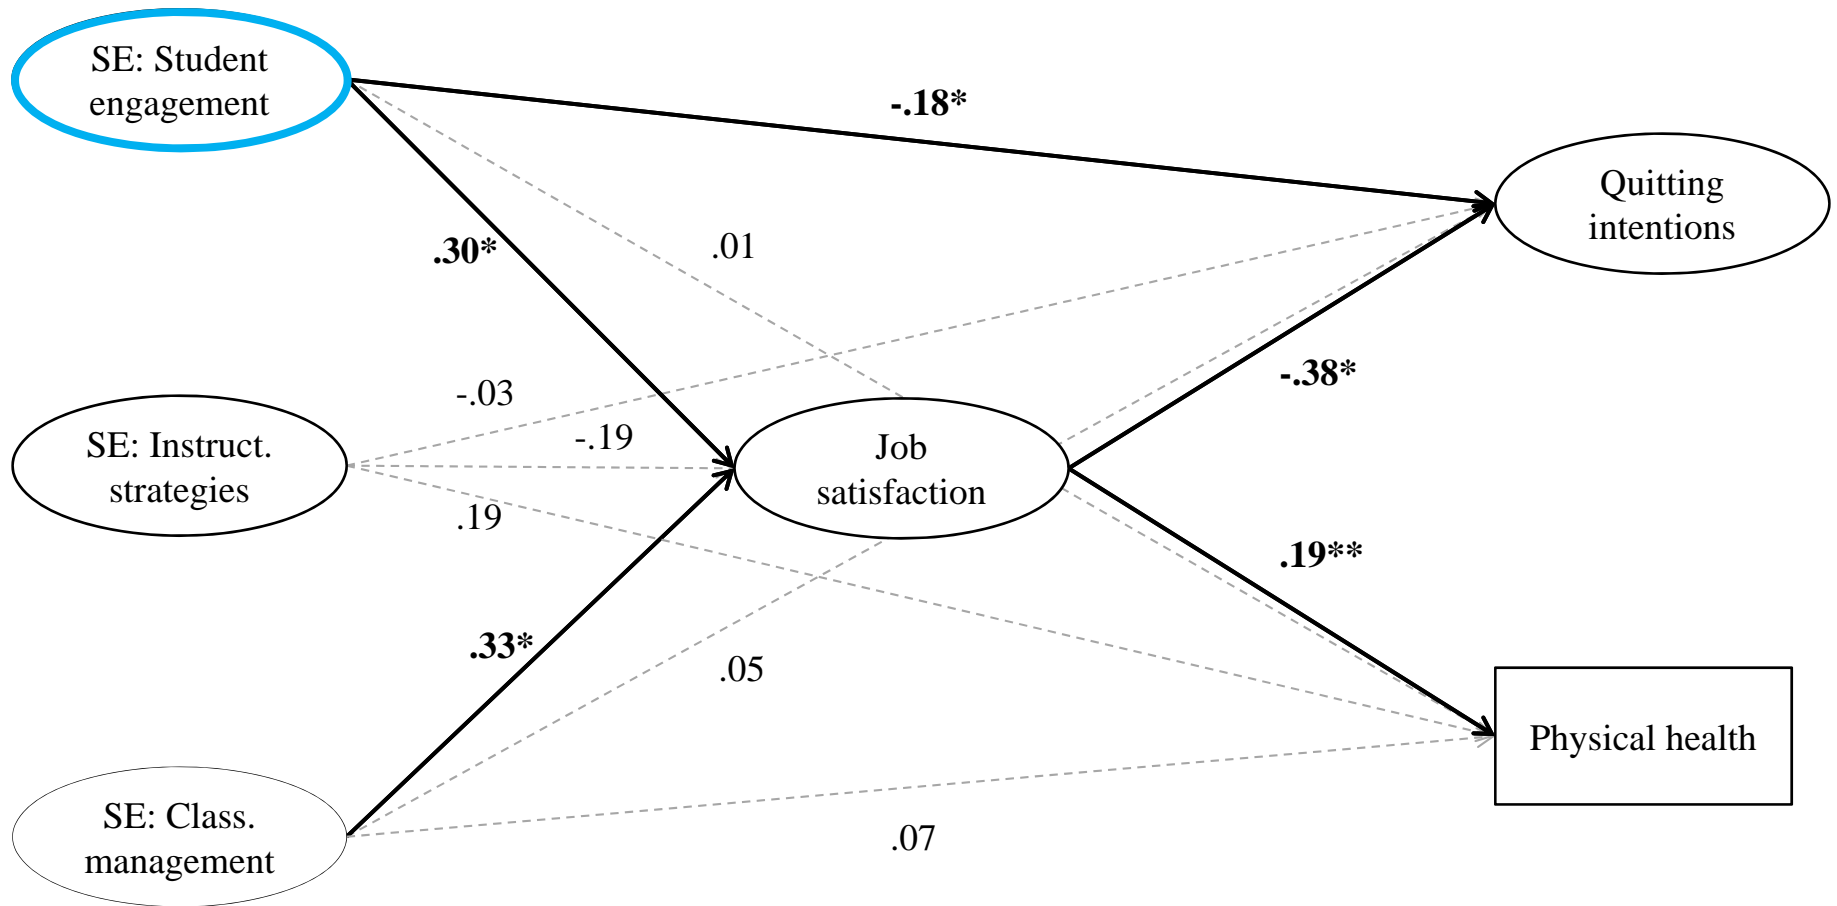 SE: Student
engagement
-.18*
Quitting
intentions
.30*
.01
-.38*
-.03
-.19
SE: Instruct.
strategies
Job
satisfaction
.19
.19**
.33*
.05
Physical health
SE: Class.
management
.07